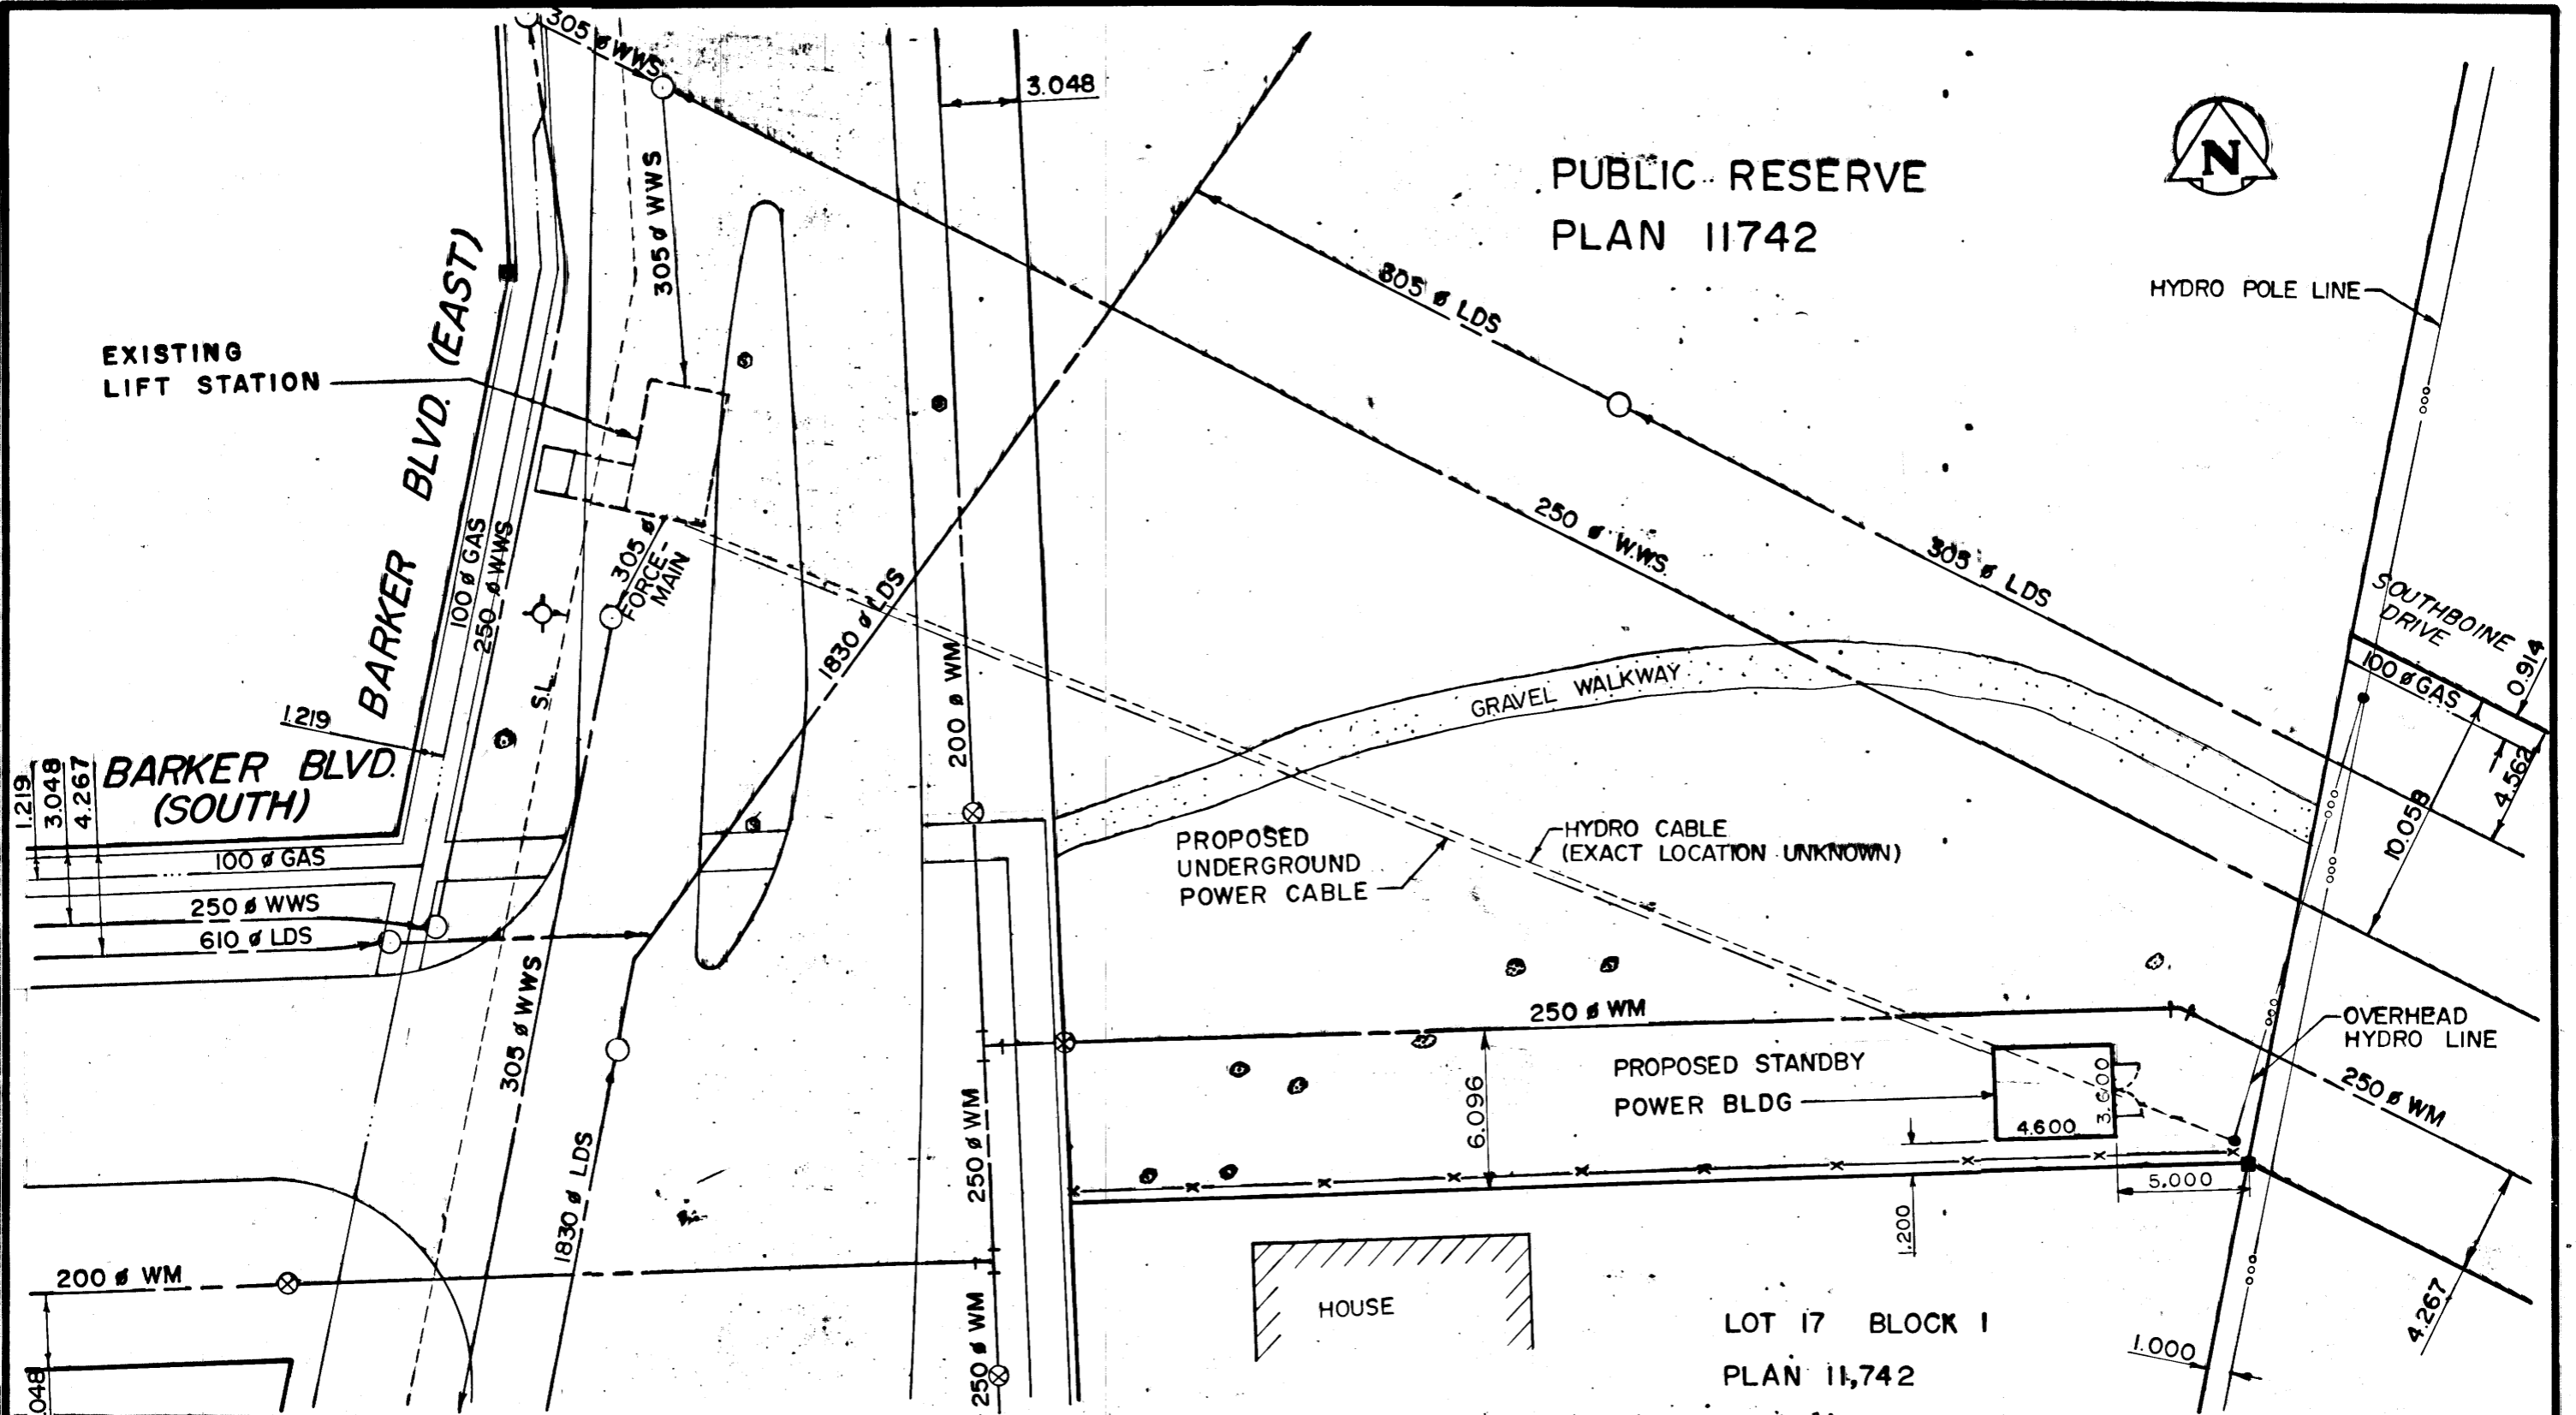 305 ø WWS
3.048
PUBLIC RESERVE
PLAN 11742
N
305 ø WWS
HYDRO POLE LINE
305 ø LDS
EXISTING
LIFT STATION
BARKER BLVD. (EAST)
100 ø GAS
250 ø WWS
305 ø
FORCE-
MAIN
250 ø W.W.S.
305 ø LDS
SOUTHBOINE
DRIVE
100 ø GAS
0.914
4.562
10.058
S.L.
1830 ø LDS
200 ø WM
GRAVEL WALKWAY
1.219
BARKER BLVD.
(SOUTH)
1.219
3.048
4.267
100 ø GAS
250 ø WWS
610 ø LDS
PROPOSED
UNDERGROUND
POWER CABLE
HYDRO CABLE
(EXACT LOCATION UNKNOWN)
305 ø WWS
250 ø WM
OVERHEAD
HYDRO LINE
PROPOSED STANDBY
POWER BLDG
3.600
4.600
6.096
250 ø WM
250 ø WM
1830 ø LDS
5.000
1.200
200 ø WM
HOUSE
LOT 17 BLOCK 1
PLAN 11,742
250 ø WM
4.267
1.000
.048